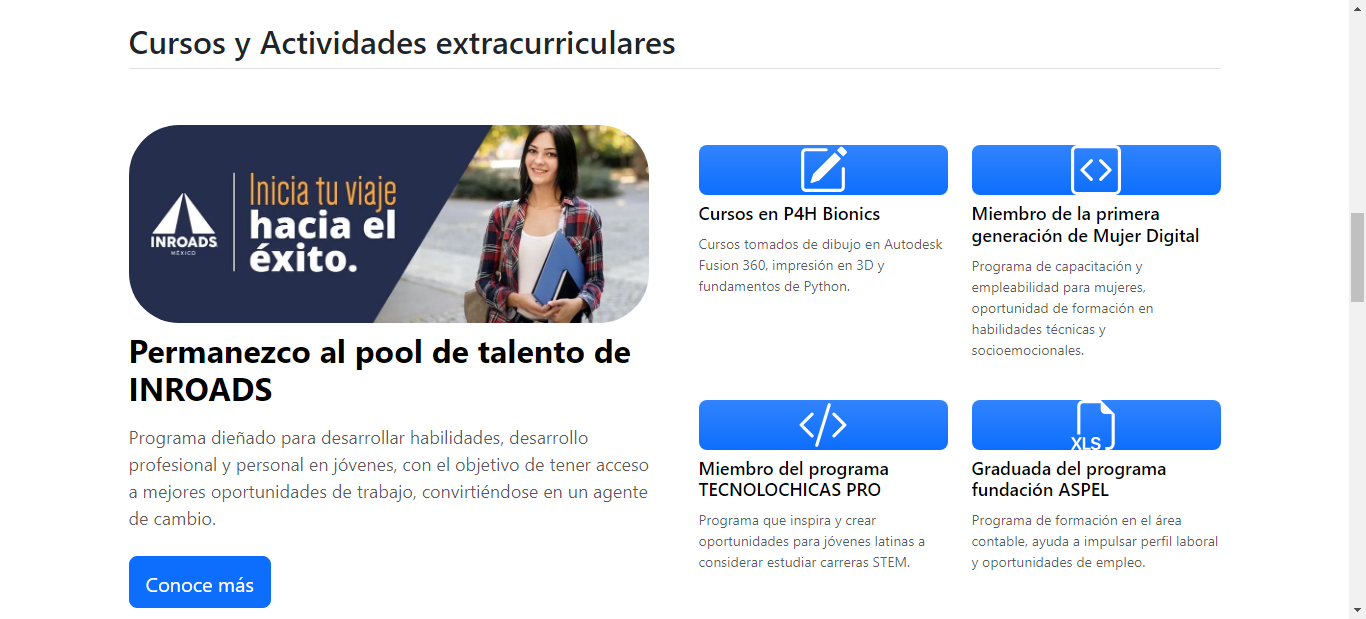 Cursos y Actividades extracurriculares
INROADS
MÉXICO
Inicia tu viaje
hacia el
éxito.
Permanezco al pool de talento de
INROADS
Programa dieñado para desarrollar habilidades, desarrollo
profesional y personal en jóvenes, con el objetivo de tener acceso
a mejores oportunidades de trabajo, convirtiéndose en un agente
de cambio.
Conoce más
Cursos en P4H Bionics
Cursos tomados de dibujo en Autodesk
Fusion 360, impresión en 3D y
fundamentos de Python.
Miembro de la primera
generación de Mujer Digital
Programa de capacitación y
empleabilidad para mujeres,
oportunidad de formación en
habilidades técnicas y
socioemocionales.
Miembro del programa
TECNOLOCHICAS PRO
Programa que inspira y crear
oportunidades para jóvenes latinas a
considerar estudiar carreras STEM.
XLS
Graduada del programa
fundación ASPEL
Programa de formación en el área
contable, ayuda a impulsar perfil laboral
y oportunidades de empleo.